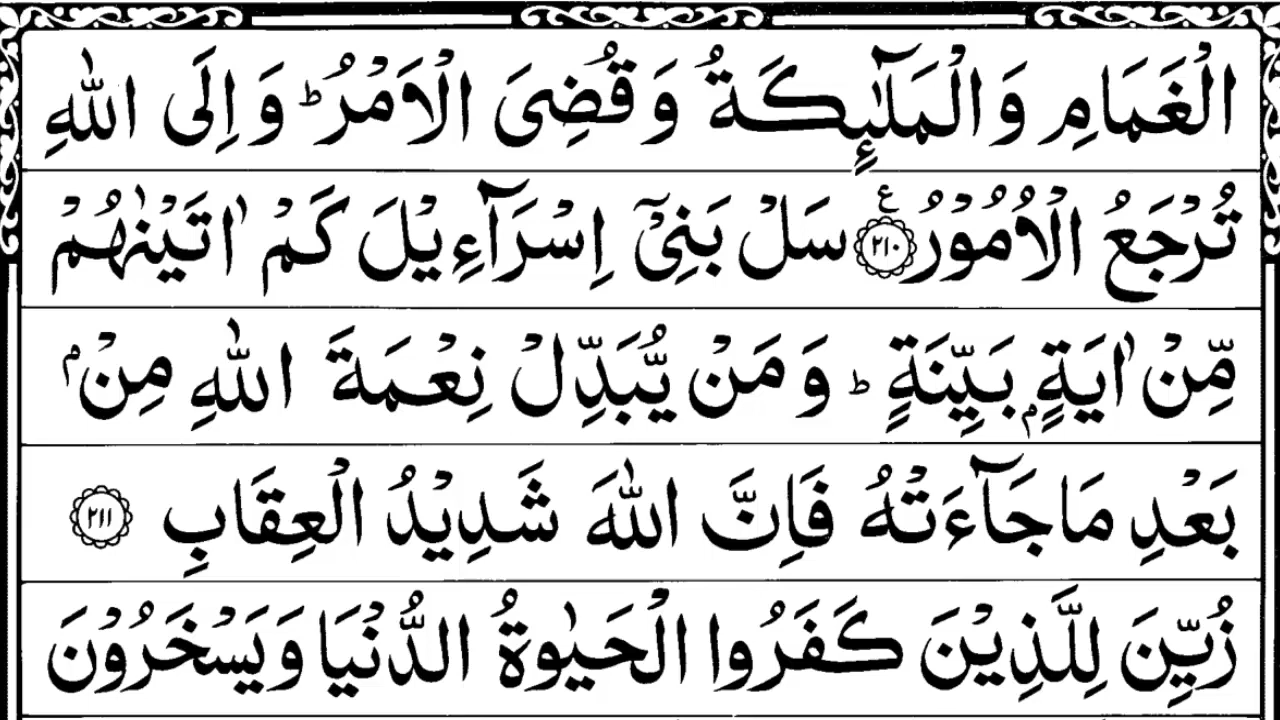 الْغَمَامِ وَالْمَلٰٓئِكَةُ وَقُضِیَ الْاَمْرُ ؕ وَاِلَی اللّٰهِ
تُرْجَعُ الْاُمُوْرُ ﴿۲۱۰﴾ ع سَلْ بَنِیْۤ اِسْرَآءِیْلَ كَمْ اٰتَیْنٰهُمْ
مِّنْ اٰیَةٍۭ بَیِّنَةٍ ؕ وَمَنْ یُّبَدِّلْ نِعْمَةَ اللّٰهِ مِنْۢ
بَعْدِ مَا جَآءَتْهُ فَاِنَّ اللّٰهَ شَدِیْدُ الْعِقَابِ ﴿۲۱۱﴾
زُیِّنَ لِلَّذِیْنَ كَفَرُوا الْحَیٰوةُ الدُّنْیَا وَیَسْخَرُوْنَ